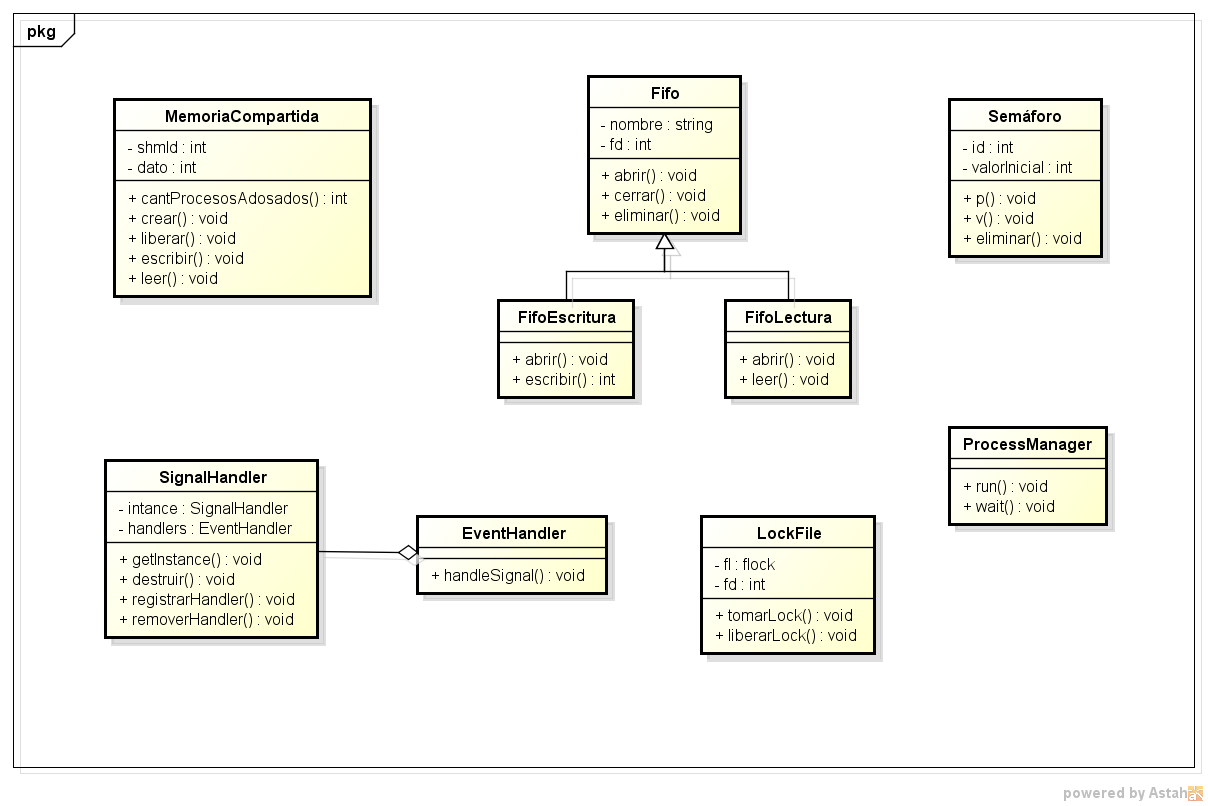 pkg
MemoriaCompartida
- shmId : int
- dato : int
+ cantProcesosAdosados() : int
+ crear() : void
+ liberar() : void
+ escribir() : void
+ leer() : void
Fifo
- nombre : string
- fd : int
+ abrir() : void
+ cerrar() : void
+ eliminar() : void
Semáforo
- id : int
- valorInicial : int
+ p() : void
+ v() : void
+ eliminar() : void
FifoEscritura
+ abrir() : void
+ escribir() : int
FifoLectura
+ abrir() : void
+ leer() : void
SignalHandler
- intance : SignalHandler
- handlers : EventHandler
+ getInstance() : void
+ destruir() : void
+ registrarHandler() : void
+ removerHandler() : void
EventHandler
+ handleSignal() : void
LockFile
- fl : flock
- fd : int
+ tomarLock() : void
+ liberarLock() : void
ProcessManager
+ run() : void
+ wait() : void
powered by Astah